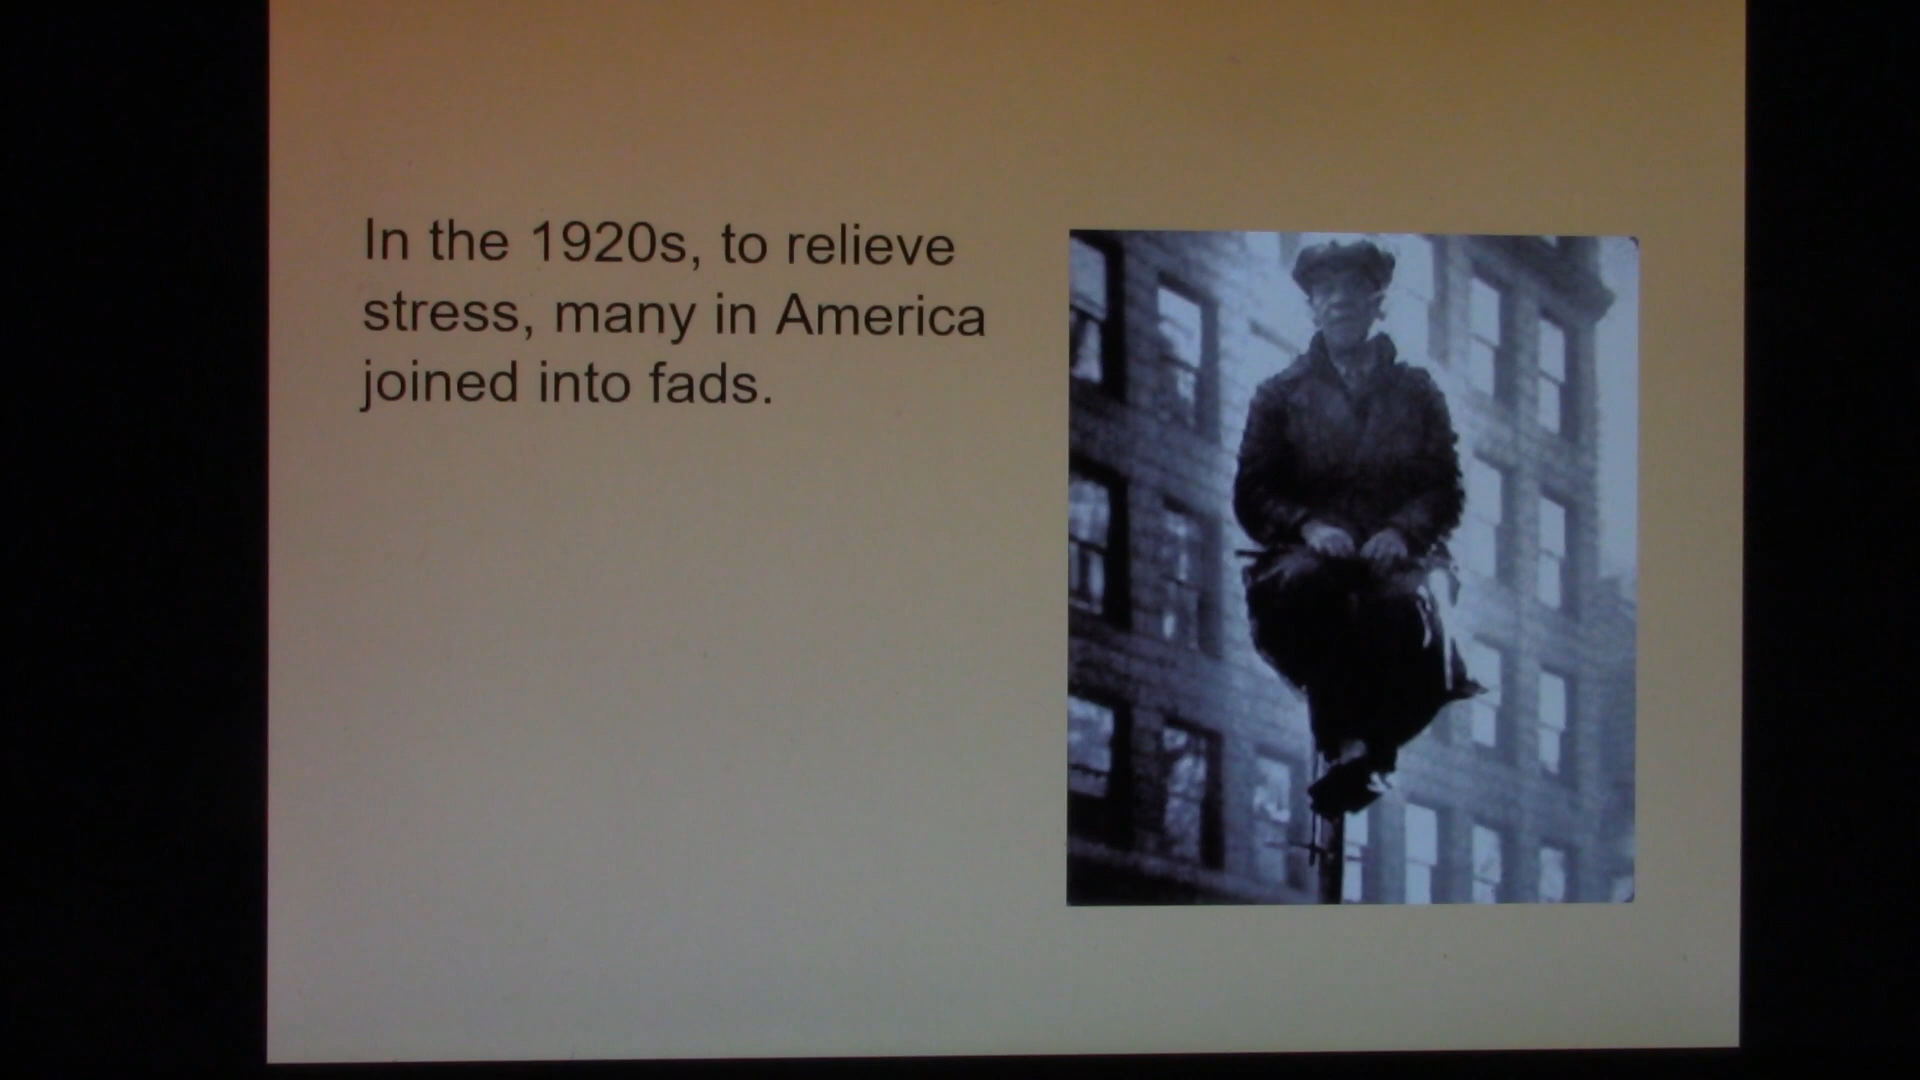 In the 1920s, to relieve
stress, many in America
joined into fads.